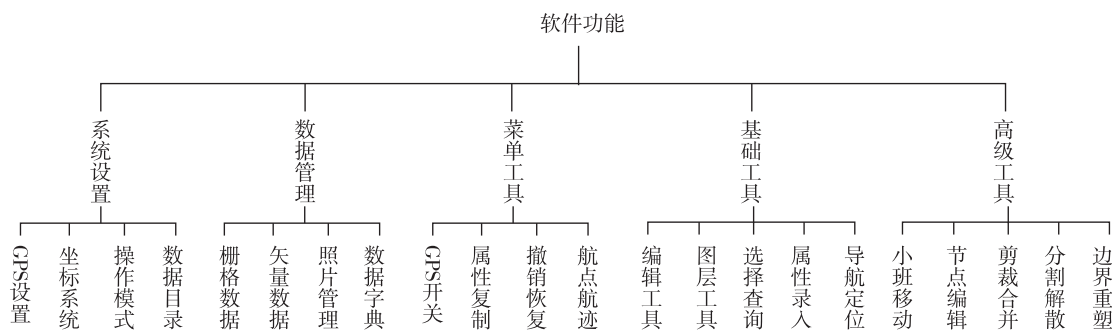 软件功能
系统设置
数据管理
菜单工具
基础工具
高级工具
GPS设置
坐标系统
操作模式
数据目录
栅格数据
矢量数据
照片管理
数据字典
GPS开关
属性复制
撤销恢复
航点航迹
编辑工具
图层工具
选择查询
属性录入
导航定位
小班移动
节点编辑
剪裁合并
分割解散
边界重塑